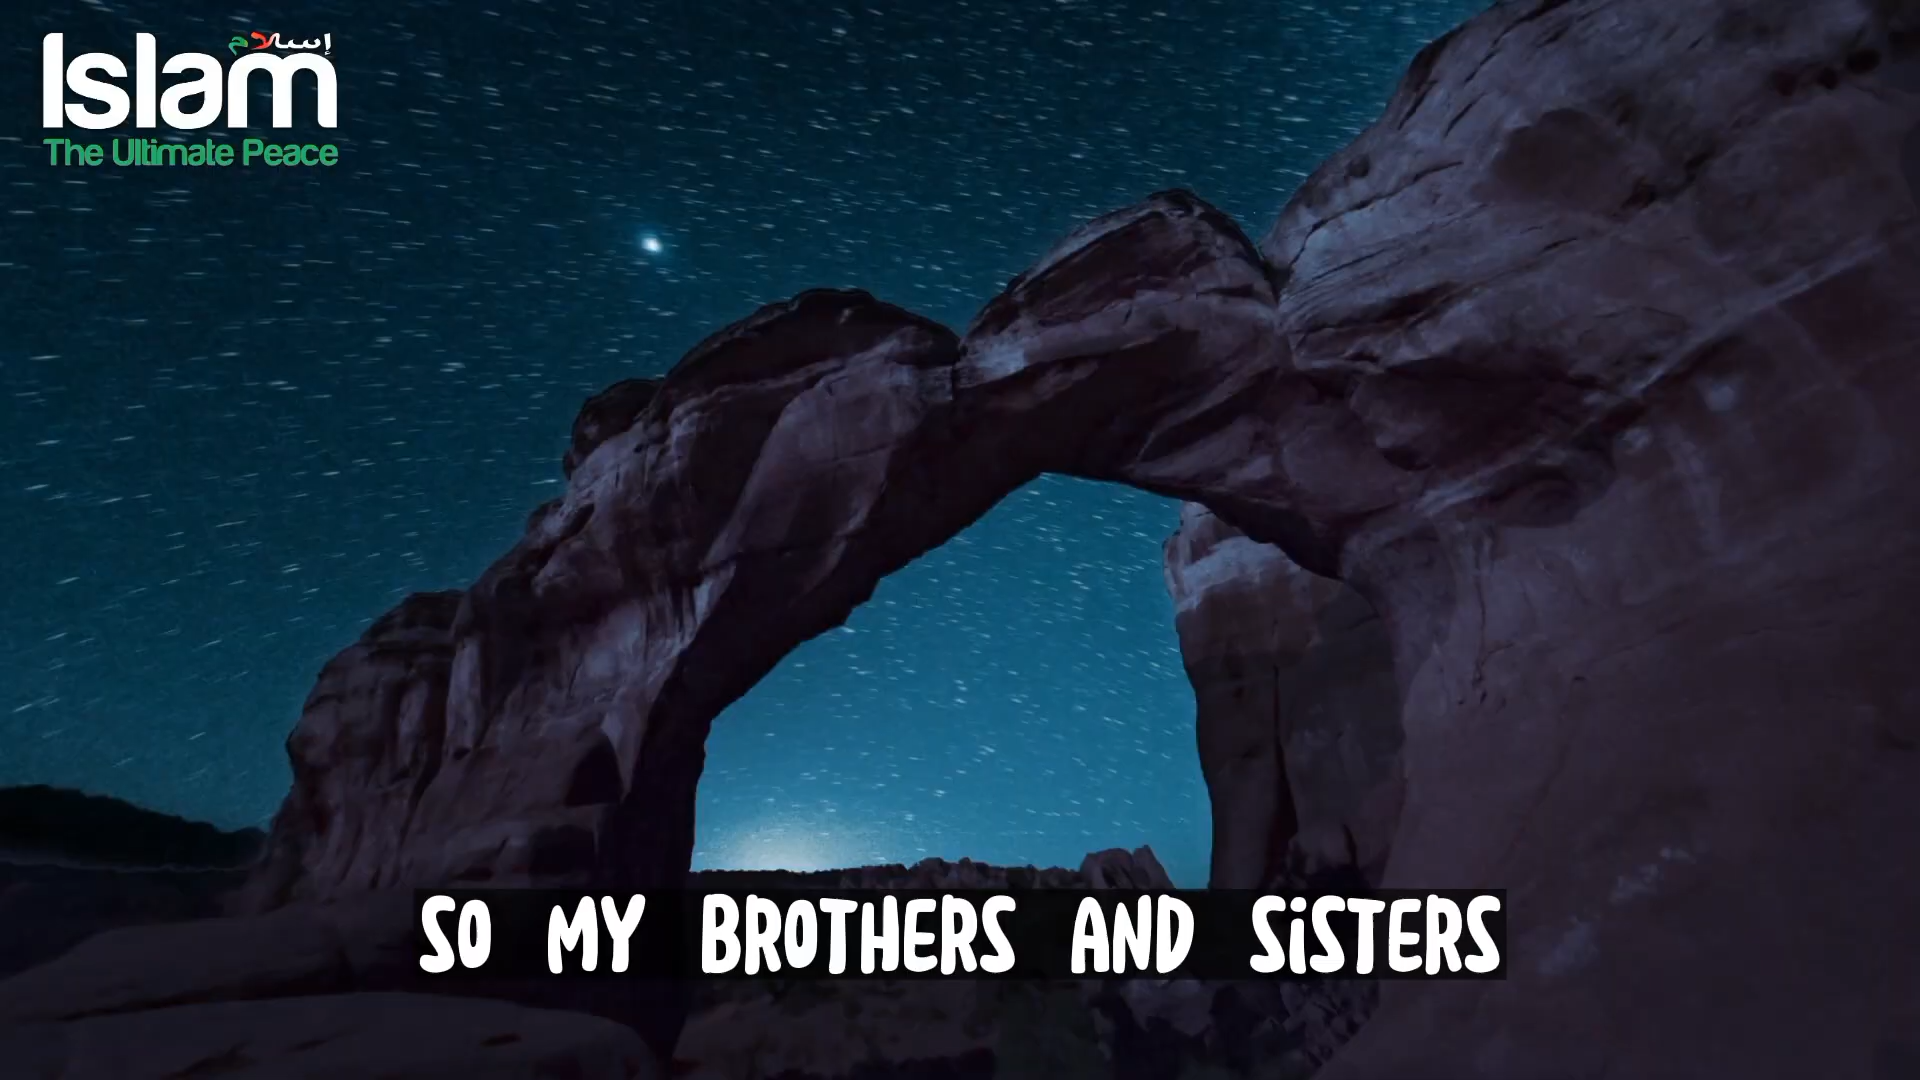 إسلام
Islam
The Ultimate Peace
SO MY BROTHERS AND SiSTERS